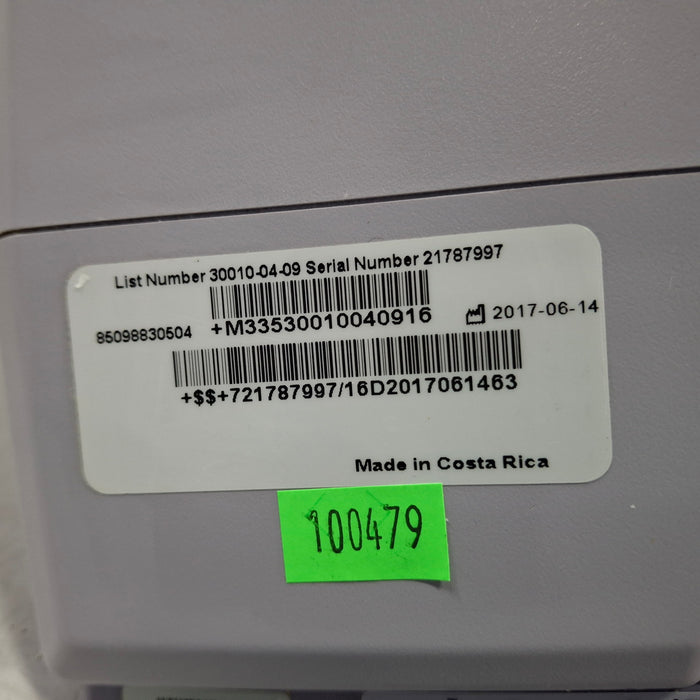 List Number 30010-04-09 Serial Number 21787997
+M33530010040916
85098830504
2017-06-14
+$$+721787997/16D2017061463
Made in Costa Rica
100479